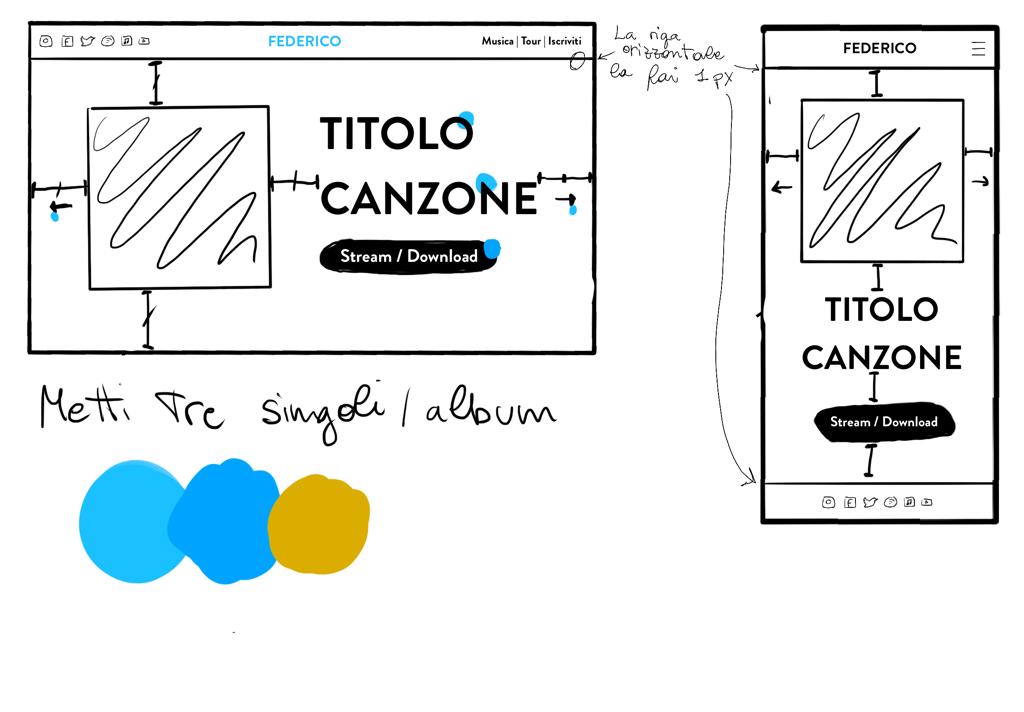 FEDERICO
Musica | Tour | Iscriviti
TITOLO
CANZONE
Stream / Download
La riga
orizzontale
la fai 1 px
FEDERICO
TITOLO
CANZONE
Stream / Download
Metti Tre singoli / album